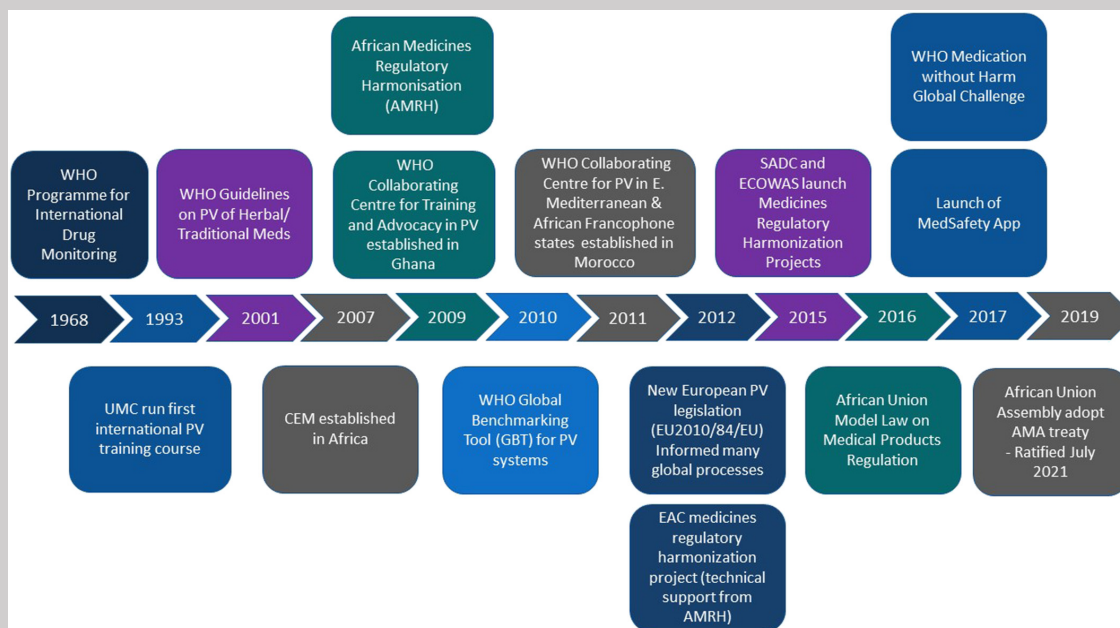 African Medicines
Regulatory
Harmonisation
(AMRH)
WHO Medication
without Harm
Global Challenge
WHO
Programme for
International
Drug
Monitoring
WHO Guidelines
on PV of Herbal/
Traditional Meds
WHO
Collaborating
Centre for Training
and Advocacy in PV
established in
Ghana
WHO Collaborating
Centre for PV in E.
Mediterranean &
African Francophone
states established in
Morocco
SADC and
ECOWAS launch
Medicines
Regulatory
Harmonization
Projects
Launch of
MedSafety App
1968
1993
2001
2007
2009
2010
2011
2012
2015
2016
2017
2019
UMC run first
international PV
training course
CEM established
in Africa
WHO Global
Benchmarking
Tool (GBT) for PV
systems
New European PV
legislation
(EU2010/84/EU)
Informed many
global processes
African Union
Model Law on
Medical Products
Regulation
African Union
Assembly adopt
AMA treaty
- Ratified July
2021
EAC medicines
regulatory
harmonization
project (technical
support from
AMRH)